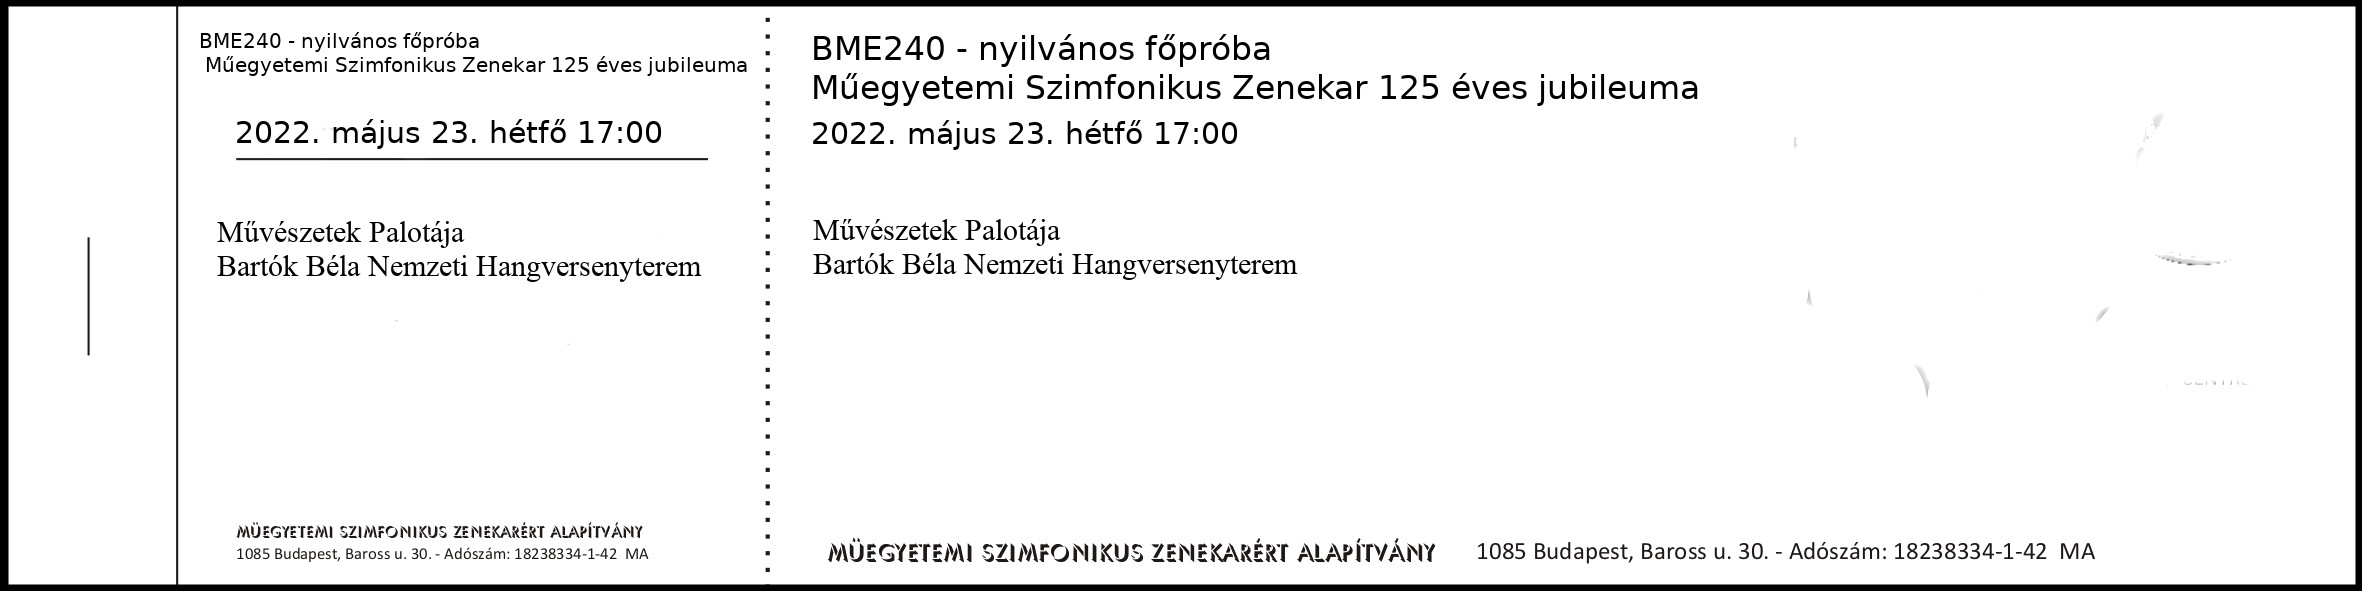 BME240 - nyilvános főpróba
Műegyetemi Szimfonikus Zenekar 125 éves jubileuma
2022. május 23. hétfő 17:00
Művészetek Palotája
Bartók Béla Nemzeti Hangversenyterem
MŰEGYETEMI SZIMFONIKUS ZENEKARÉRT ALAPÍTVÁNY
1085 Budapest, Baross u. 30. - Adószám: 18238334-1-42 MA
BME240 - nyilvános főpróba
Műegyetemi Szimfonikus Zenekar 125 éves jubileuma
2022. május 23. hétfő 17:00
Művészetek Palotája
Bartók Béla Nemzeti Hangversenyterem
MŰEGYETEMI SZIMFONIKUS ZENEKARÉRT ALAPÍTVÁNY 1085 Budapest, Baross u. 30. - Adószám: 18238334-1-42 MA